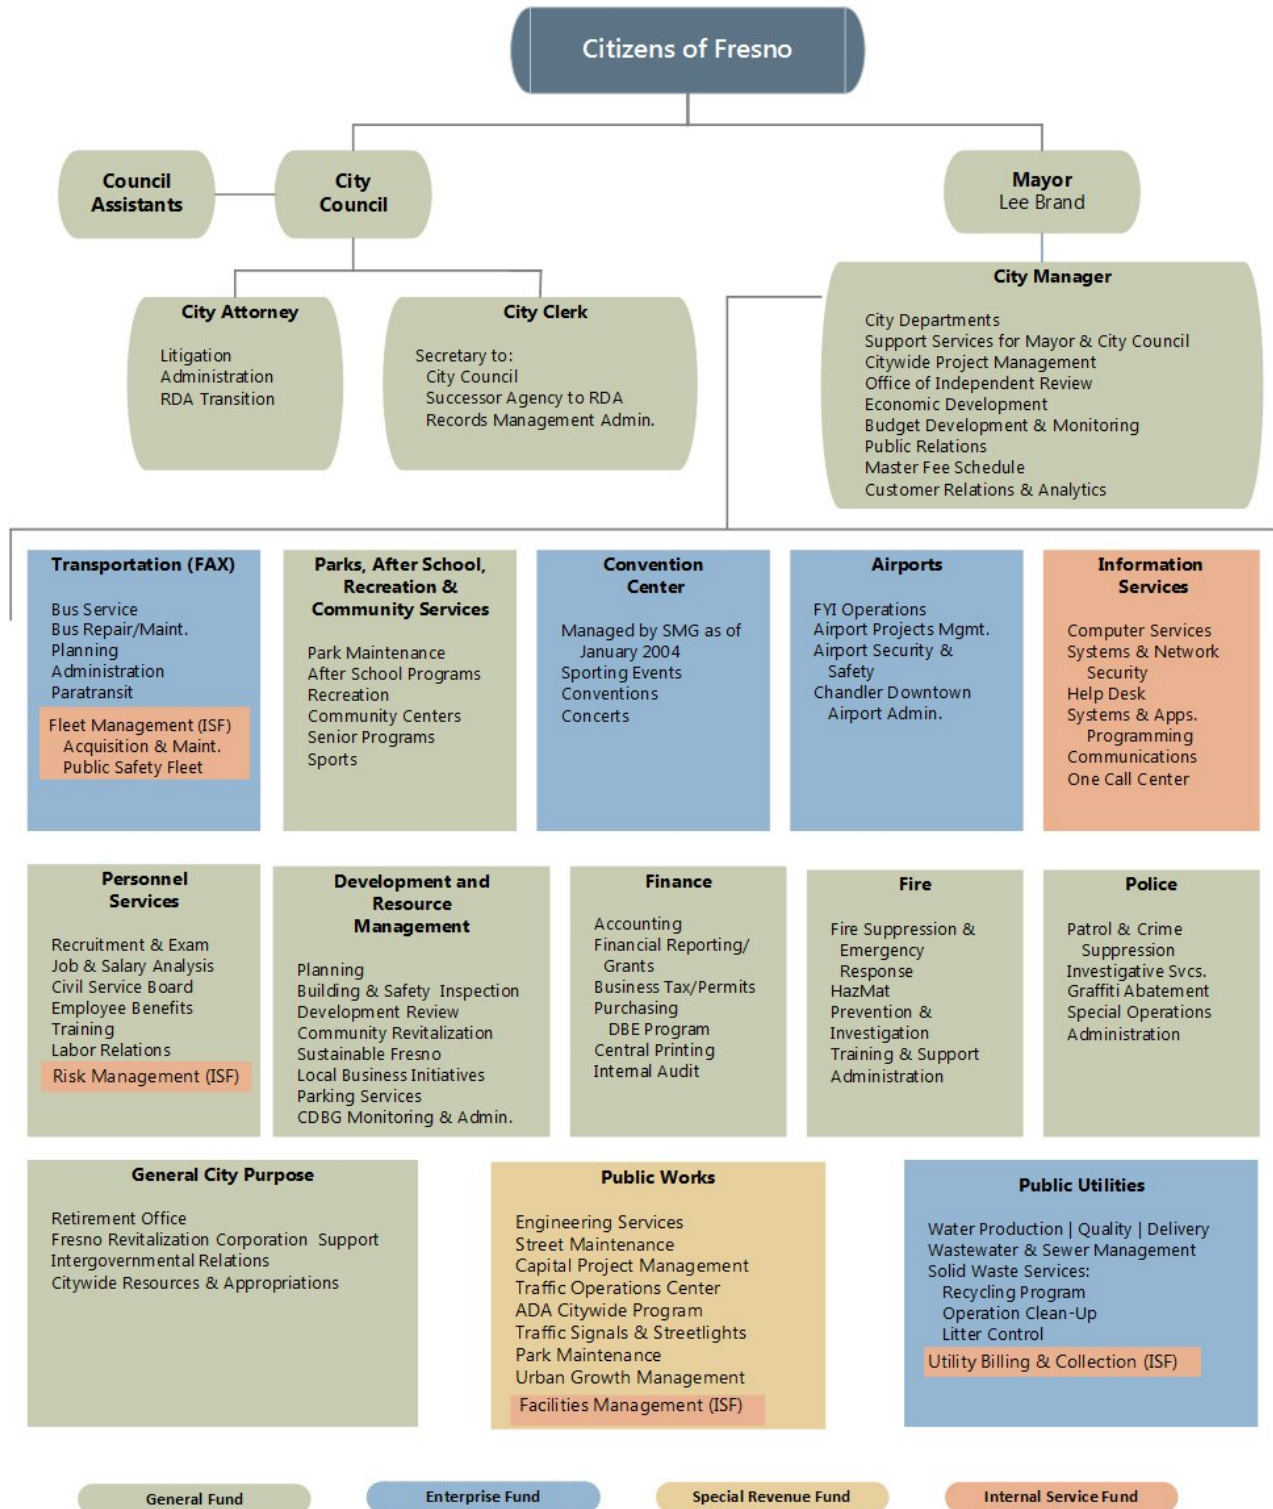 Citizens of Fresno
Council
Assistants
City
Council
Mayor
Lee Brand
City Attorney
Litigation
Administration
RDA Transition
City Clerk
Secretary to:
City Council
Successor Agency to RDA
Records Management Admin.
City Manager
City Departments
Support Services for Mayor & City Council
Citywide Project Management
Office of Independent Review
Economic Development
Budget Development & Monitoring
Public Relations
Master Fee Schedule
Customer Relations & Analytics
Transportation (FAX)
Bus Service
Bus Repair/Maint.
Planning
Administration
Paratransit
Fleet Management (ISF)
Acquisition & Maint.
Public Safety Fleet
Parks, After School,
Recreation &
Community Services
Park Maintenance
After School Programs
Recreation
Community Centers
Senior Programs
Sports
Convention
Center
Managed by SMG as of
January 2004
Sporting Events
Conventions
Concerts
Airports
FYI Operations
Airport Projects Mgmt.
Airport Security &
Safety
Chandler Downtown
Airport Admin.
Information
Services
Computer Services
Systems & Network
Security
Help Desk
Systems & Apps.
Programming
Communications
One Call Center
Personnel
Services
Recruitment & Exam
Job & Salary Analysis
Civil Service Board
Employee Benefits
Training
Labor Relations
Risk Management (ISF)
Development and
Resource
Management
Planning
Building & Safety Inspection
Development Review
Community Revitalization
Sustainable Fresno
Local Business Initiatives
Parking Services
CDBG Monitoring & Admin.
Finance
Accounting
Financial Reporting/
Grants
Business Tax/Permits
Purchasing
DBE Program
Central Printing
Internal Audit
Fire
Fire Suppression &
Emergency
Response
HazMat
Prevention &
Investigation
Training & Support
Administration
Police
Patrol & Crime
Suppression
Investigative Svcs.
Graffiti Abatement
Special Operations
Administration
General City Purpose
Retirement Office
Fresno Revitalization Corporation Support
Intergovernmental Relations
Citywide Resources & Appropriations
Public Works
Engineering Services
Street Maintenance
Capital Project Management
Traffic Operations Center
ADA Citywide Program
Traffic Signals & Streetlights
Park Maintenance
Urban Growth Management
Facilities Management (ISF)
Public Utilities
Water Production | Quality | Delivery
Wastewater & Sewer Management
Solid Waste Services:
Recycling Program
Operation Clean-Up
Litter Control
Utility Billing & Collection (ISF)
General Fund
Enterprise Fund
Special Revenue Fund
Internal Service Fund